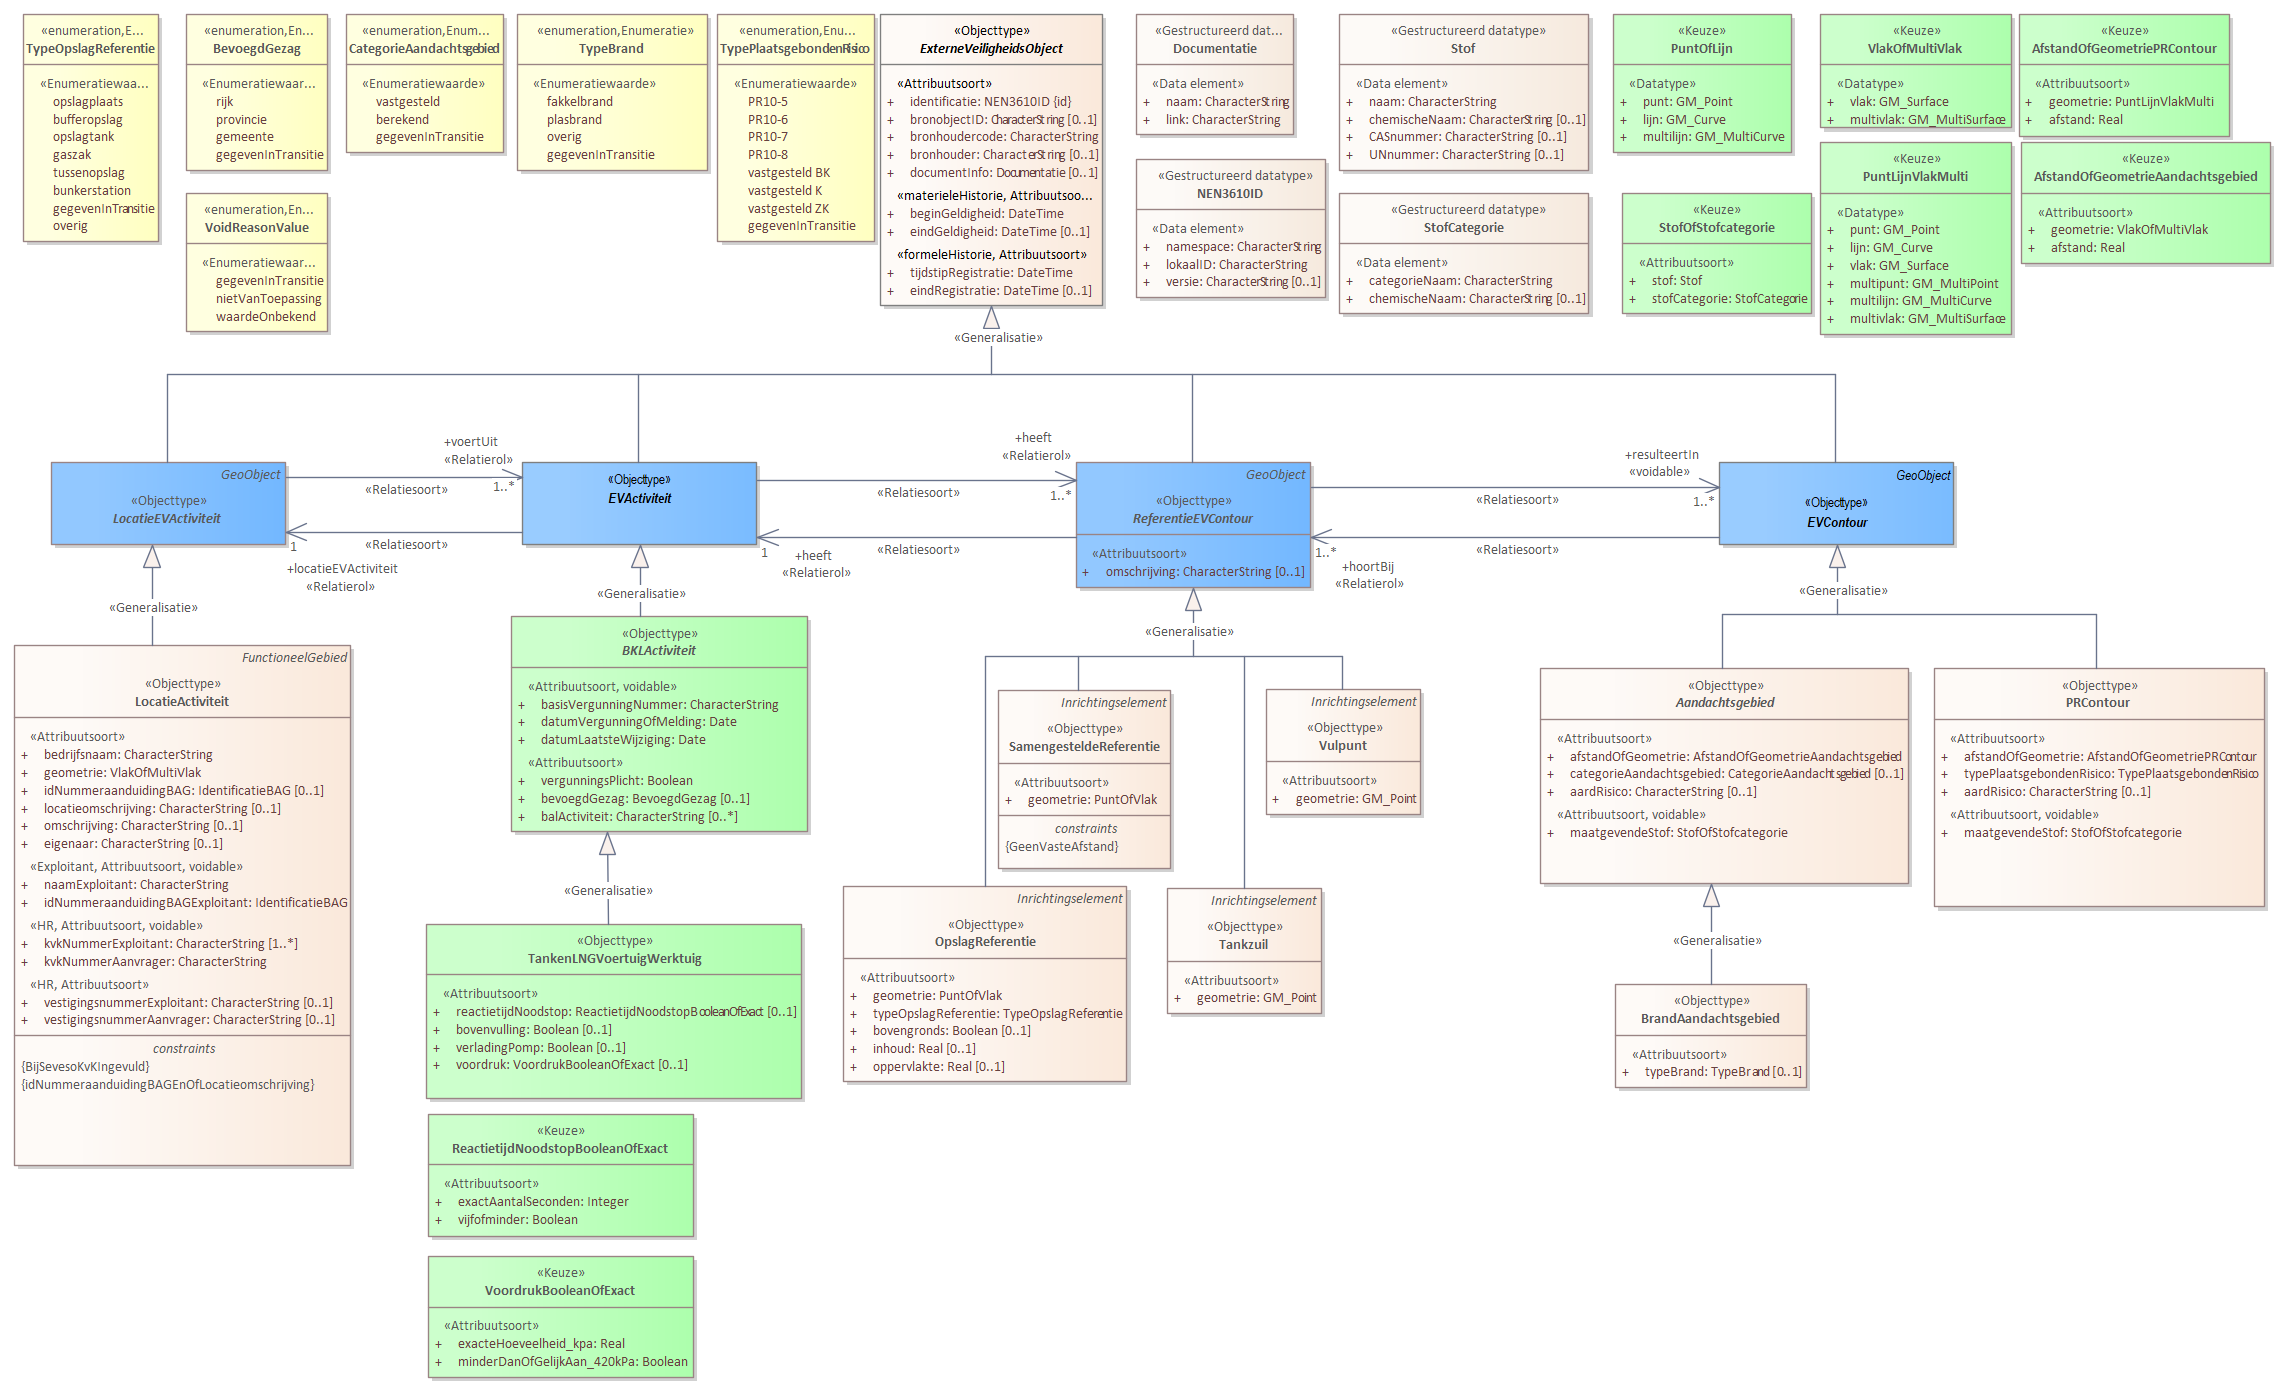 «enumeration,E...
TypeOpslagReferentie
«Enumeratiewaa...
opslagplaats
bufferopslag
opslagtank
gaszak
tussenopslag
bunkerstation
gegevenInTransitie
overig
«enumeration,En...
BevoegdGezag
«Enumeratiewaar...
rijk
provincie
gemeente
gegevenInTransitie
«enumeration,En...
VoidReasonValue
«Enumeratiewaar...
gegevenInTransitie
nietVanToepassing
waardeOnbekend
«enumeration,Enum...
CategorieAandachtsgebied
«Enumeratiewaarde»
vastgesteld
berekend
gegevenInTransitie
«enumeration,Enumeratie»
TypeBrand
«Enumeratiewaarde»
fakkelbrand
plasbrand
overig
gegevenInTransitie
«enumeration,Enu...
TypePlaatsgebondenRisico
«Enumeratiewaarde»
PR10-5
PR10-6
PR10-7
PR10-8
vastgesteld BK
vastgesteld K
vastgesteld ZK
gegevenInTransitie
«Objecttype»
ExterneVeiligheidsObject
«Attribuutsoort»
+ identificatie: NEN3610ID {id}
+ bronobjectID: CharacterString [0..1]
+ bronhoudercode: CharacterString
+ bronhouder: CharacterString [0..1]
+ documentInfo: Documentatie [0..1]
«materieleHistorie, Attribuutsoo...
+ beginGeldigheid: DateTime
+ eindGeldigheid: DateTime [0..1]
«formeleHistorie, Attribuutsoort»
+ tijdstipRegistratie: DateTime
+ eindRegistratie: DateTime [0..1]
«Gestructureerd dat...
Documentatie
«Data element»
+ naam: CharacterString
+ link: CharacterString
«Gestructureerd datatype»
NEN3610ID
«Data element»
+ namespace: CharacterString
+ lokaalID: CharacterString
+ versie: CharacterString [0..1]
«Gestructureerd datatype»
Stof
«Data element»
+ naam: CharacterString
+ chemischeNaam: CharacterString [0..1]
+ CASnummer: CharacterString [0..1]
+ UNnummer: CharacterString [0..1]
«Gestructureerd datatype»
StofCategorie
«Data element»
+ categorieNaam: CharacterString
+ chemischeNaam: CharacterString [0..1]
«Keuze»
PuntOfLijn
«Datatype»
+ punt: GM_Point
+ lijn: GM_Curve
+ multilijn: GM_MultiCurve
«Keuze»
StofOfStofcategorie
«Attribuutsoort»
+ stof: Stof
+ stofCategorie: StofCategorie
«Keuze»
VlakOfMultiVlak
«Datatype»
+ vlak: GM_Surface
+ multivlak: GM_MultiSurface
«Keuze»
PuntLijnVlakMulti
«Datatype»
+ punt: GM_Point
+ lijn: GM_Curve
+ vlak: GM_Surface
+ multipunt: GM_MultiPoint
+ multilijn: GM_MultiCurve
+ multivlak: GM_MultiSurface
«Keuze»
AfstandOfGeometriePRContour
«Attribuutsoort»
+ geometrie: PuntLijnVlakMulti
+ afstand: Real
«Keuze»
AfstandOfGeometrieAandachtsgebied
«Attribuutsoort»
+ geometrie: VlakOfMultiVlak
+ afstand: Real
«Generalisatie»
GeoObject
«Objecttype»
LocatieEVActiviteit
+voertUit
«Relatierol»
«Relatiesoort»
1..*
«Relatiesoort»
1
+locatieEVActiviteit
«Relatierol»
«Objecttype»
EVActiviteit
+heeft
«Relatierol»
«Relatiesoort»
1..*
«Relatiesoort»
1
+heeft
«Relatierol»
GeoObject
«Objecttype»
ReferentieEVContour
«Attribuutsoort»
+ omschrijving: CharacterString [0..1]
+resulteertIn
«voidable»
«Relatiesoort»
1..*
«Relatiesoort»
1..*
+hoortBij
«Relatierol»
GeoObject
«Objecttype»
EVContour
«Generalisatie»
«Generalisatie»
«Generalisatie»
«Generalisatie»
FunctioneelGebied
«Objecttype»
LocatieActiviteit
«Attribuutsoort»
+ bedrijfsnaam: CharacterString
+ geometrie: VlakOfMultiVlak
+ idNummeraanduidingBAG: IdentificatieBAG [0..1]
+ locatieomschrijving: CharacterString [0..1]
+ omschrijving: CharacterString [0..1]
+ eigenaar: CharacterString [0..1]
«Exploitant, Attribuutsoort, voidable»
+ naamExploitant: CharacterString
+ idNummeraanduidingBAGExploitant: IdentificatieBAG
«HR, Attribuutsoort, voidable»
+ kvkNummerExploitant: CharacterString [1..*]
+ kvkNummerAanvrager: CharacterString
«HR, Attribuutsoort»
+ vestigingsnummerExploitant: CharacterString [0..1]
+ vestigingsnummerAanvrager: CharacterString [0..1]
constraints
{BijSevesoKvKIngevuld}
{idNummeraanduidingBAGEnOfLocatieomschrijving}
«Objecttype»
BKLActiviteit
«Attribuutsoort, voidable»
+ basisVergunningNummer: CharacterString
+ datumVergunningOfMelding: Date
+ datumLaatsteWijziging: Date
«Attribuutsoort»
+ vergunningsPlicht: Boolean
+ bevoegdGezag: BevoegdGezag [0..1]
+ balActiviteit: CharacterString [0..*]
«Generalisatie»
«Objecttype»
TankenLNGVoertuigWerktuig
«Attribuutsoort»
+ reactietijdNoodstop: ReactietijdNoodstopBooleanOfExact [0..1]
+ bovenvulling: Boolean [0..1]
+ verladingPomp: Boolean [0..1]
+ voordruk: VoordrukBooleanOfExact [0..1]
«Keuze»
ReactietijdNoodstopBooleanOfExact
«Attribuutsoort»
+ exactAantalSeconden: Integer
+ vijfofminder: Boolean
«Keuze»
VoordrukBooleanOfExact
«Attribuutsoort»
+ exacteHoeveelheid_kpa: Real
+ minderDanOfGelijkAan_420kPa: Boolean
Inrichtingselement
«Objecttype»
SamengesteldeReferentie
«Attribuutsoort»
+ geometrie: PuntOfVlak
constraints
{GeenVasteAfstand}
Inrichtingselement
«Objecttype»
Vulpunt
«Attribuutsoort»
+ geometrie: GM_Point
Inrichtingselement
«Objecttype»
OpslagReferentie
«Attribuutsoort»
+ geometrie: PuntOfVlak
+ typeOpslagReferentie: TypeOpslagReferentie
+ bovengronds: Boolean [0..1]
+ inhoud: Real [0..1]
+ oppervlakte: Real [0..1]
Inrichtingselement
«Objecttype»
Tankzuil
«Attribuutsoort»
+ geometrie: GM_Point
«Objecttype»
Aandachtsgebied
«Attribuutsoort»
+ afstandOfGeometrie: AfstandOfGeometrieAandachtsgebied
+ categorieAandachtsgebied: CategorieAandachtsgebied [0..1]
+ aardRisico: CharacterString [0..1]
«Attribuutsoort, voidable»
+ maatgevendeStof: StofOfStofcategorie
«Objecttype»
PRContour
«Attribuutsoort»
+ afstandOfGeometrie: AfstandOfGeometriePRContour
+ typePlaatsgebondenRisico: TypePlaatsgebondenRisico
+ aardRisico: CharacterString [0..1]
«Attribuutsoort, voidable»
+ maatgevendeStof: StofOfStofcategorie
«Generalisatie»
«Objecttype»
BrandAandachtsgebied
«Attribuutsoort»
+ typeBrand: TypeBrand [0..1]